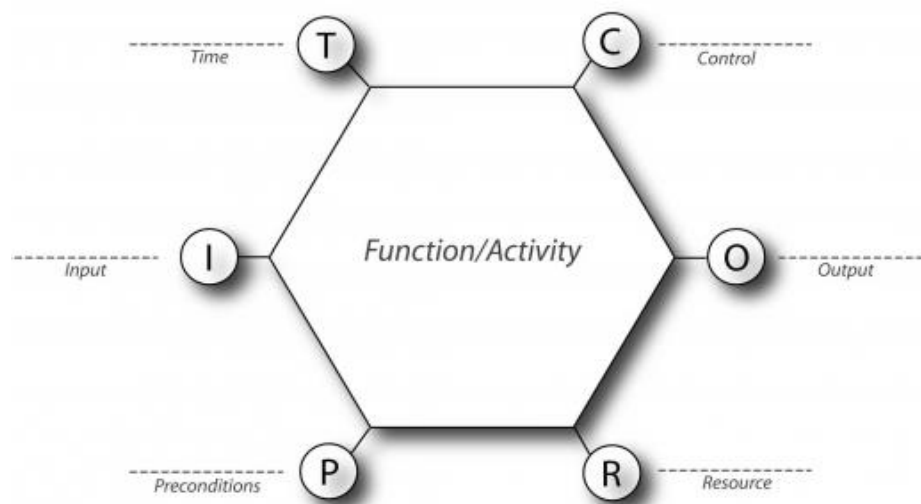 T
C
Time
Control
I
Function/Activity
O
Input
Output
P
R
Preconditions
Resource